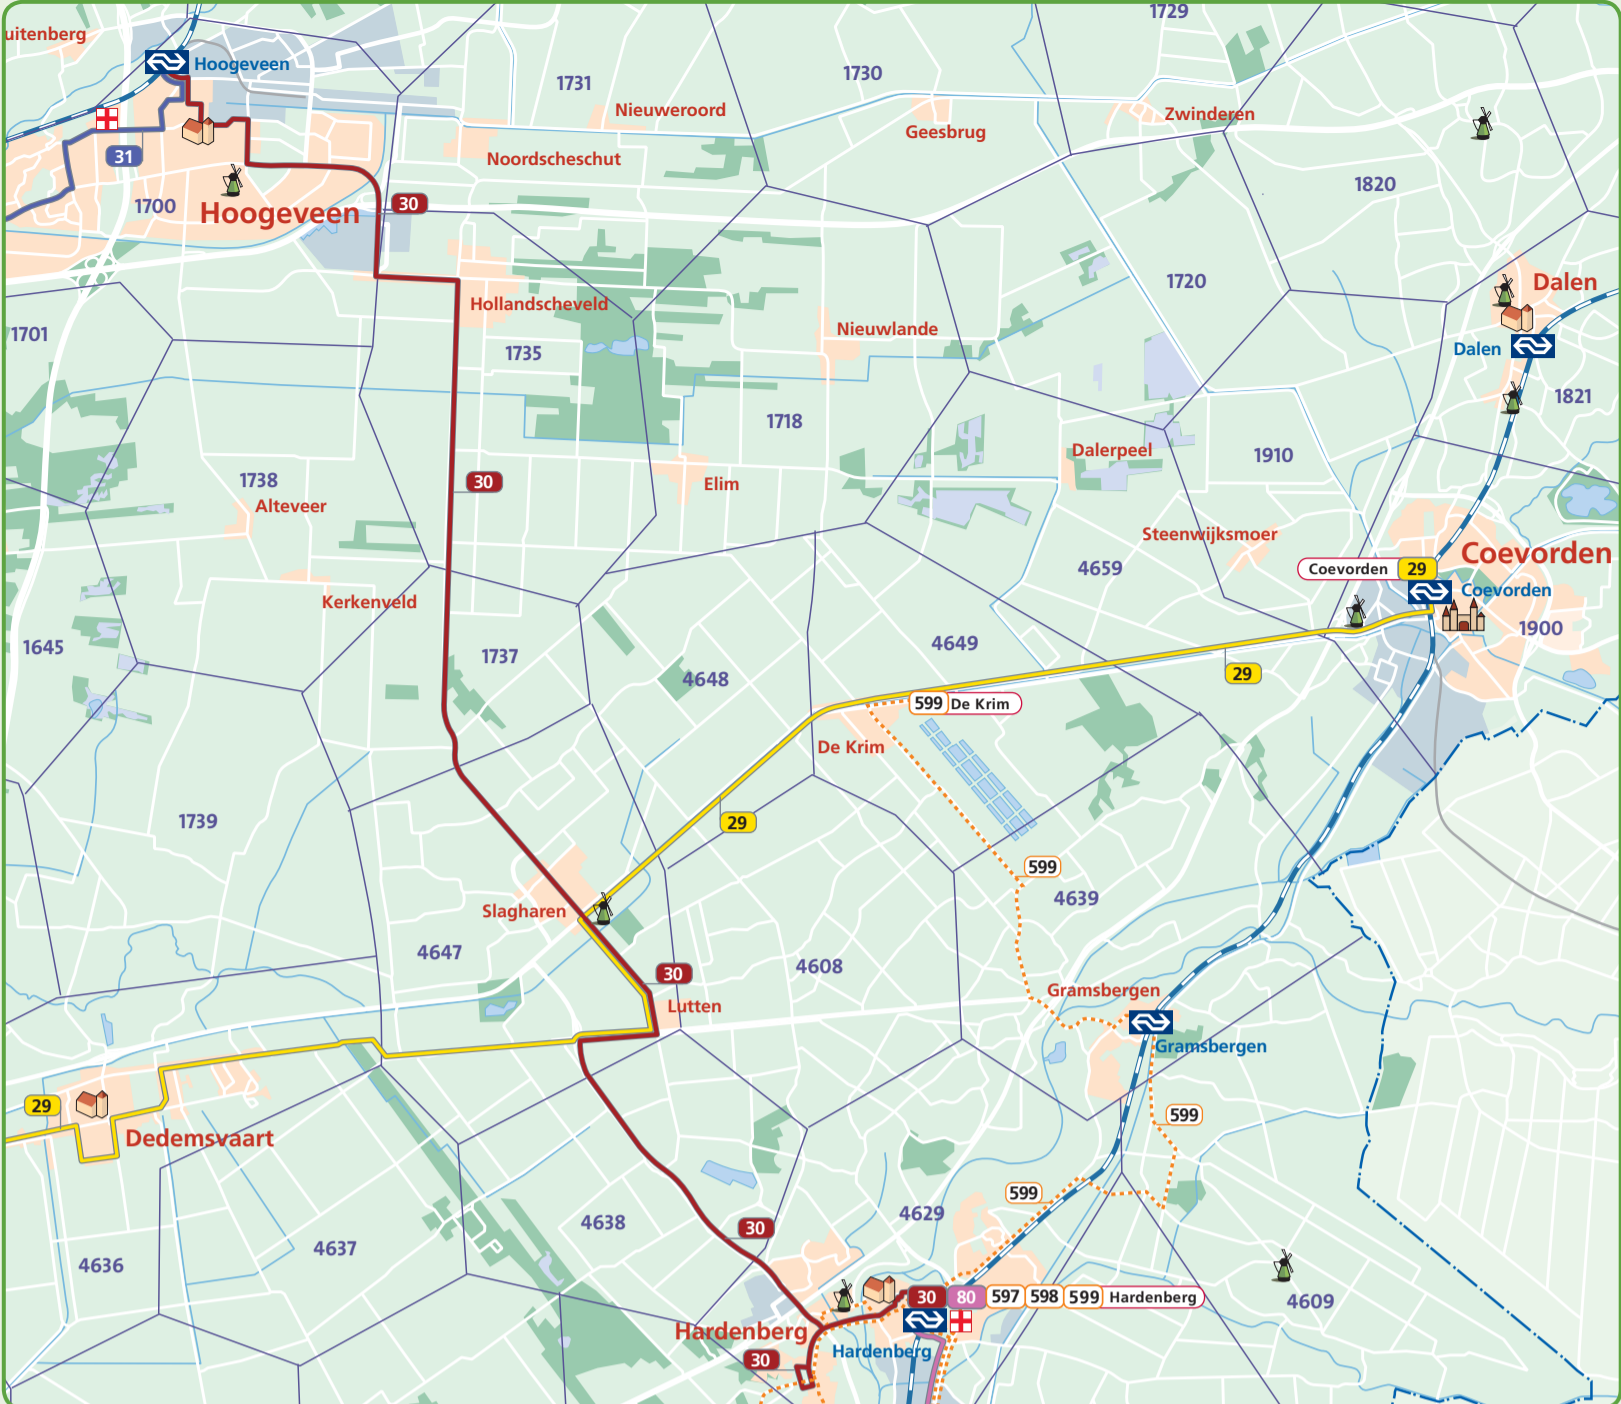 1729
uitenberg
Hoogeveen
1731
1730
Nieuweroord
Geesbrug
Zwinderen
31
Noordscheschut
1700
Hoogeveen
30
1820
1720
Dalen
Hollandscheveld
1701
Nieuwlande
1735
Dalen
1821
1718
Dalerpeel
1910
1738
30
Elim
Alteveer
Steenwijksmoer
Coevorden
4659
Coevorden 29
Coevorden
Kerkenveld
1900
1645
1737
4649
4648
29
599 De Krim
De Krim
1739
29
599
4639
Slagharen
4647
4608
30
Gramsbergen
Lutten
Gramsbergen
29
599
Dedemsvaart
599
4638
4629
30
4637
4636
30 80 597 598 599 Hardenberg
4609
Hardenberg
Hardenberg
30